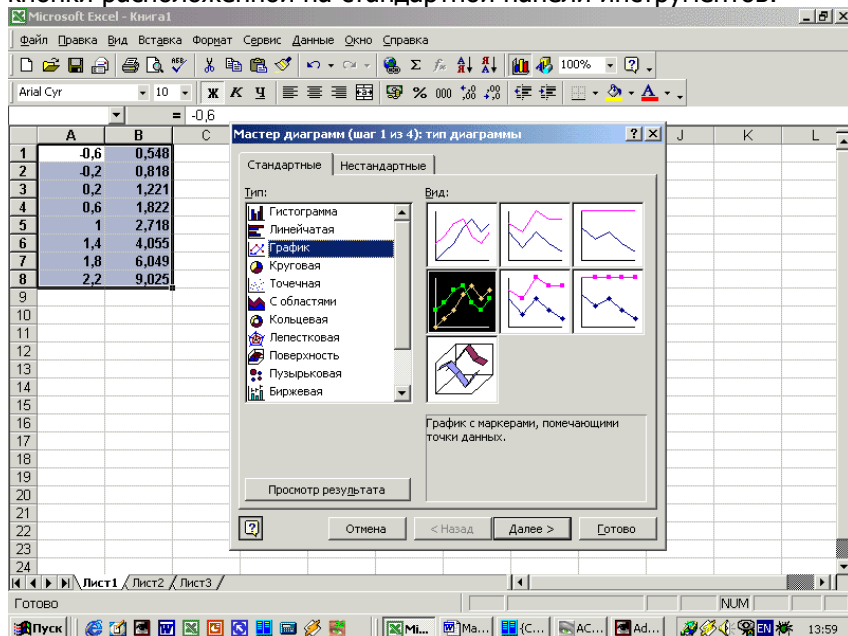 кнопки расположенной на стандартной панели инструментов.
Microsoft Excel - Книга1
Файл Правка Вид Вставка Формат Сервис Данные Окно Справка
100%
Arial Cyr 10 Ж К Ч % 000
= -0,6
A B C J K L
1 -0,6 0,548
2 -0,2 0,818
3 0,2 1,221
4 0,6 1,822
5 1 2,718
6 1,4 4,055
7 1,8 6,049
8 2,2 9,025
9
10
11
12
13
14
15
16
17
18
19
20
21
22
23
24
Мастер диаграмм (шаг 1 из 4): тип диаграммы
Стандартные Нестандартные
Тип: Вид:
Гистограмма
Линейчатая
График
Круговая
Точечная
С областями
Кольцевая
Лепестковая
Поверхность
Пузырьковая
Биржевая
График с маркерами, помечающими
точки данных.
Просмотр результата
Отмена < Назад Далее > Готово
Лист1 Лист2 Лист3
Готово NUM
Пуск Mi... Ma... {С... AC... Ad... EN 13:59